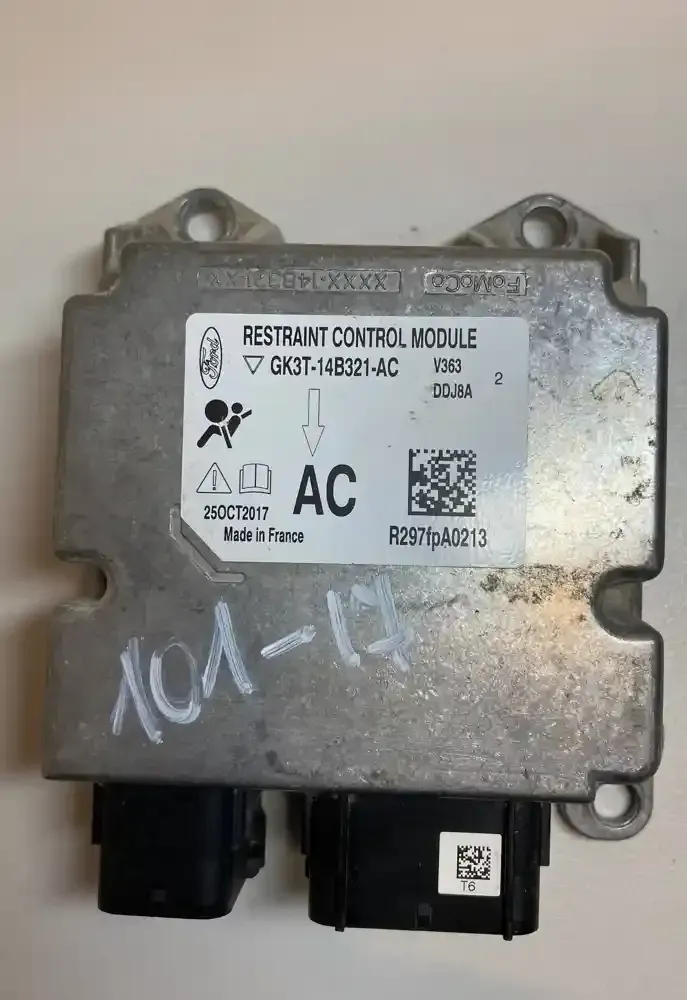 XXXX-14B321-XX FoMoCo
Ford
RESTRAINT CONTROL MODULE
GK3T-14B321-AC
V363
DDJ8A
2
AC
25OCT2017
Made in France
R297fpA0213
101-17
T6